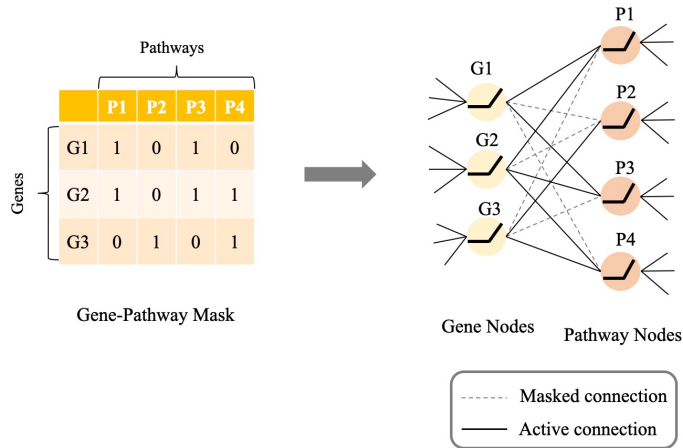 Pathways
P1 P2 P3 P4
Genes
G1 1 0 1 0
G2 1 0 1 1
G3 0 1 0 1
Gene-Pathway Mask
G1
G2
G3
Gene Nodes
P1
P2
P3
P4
Pathway Nodes
Masked connection
Active connection